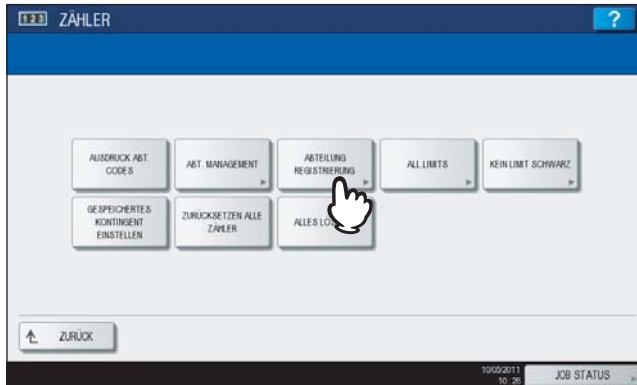 123 ZÄHLER ?
AUSDRUCK ABT.
CODES
ABT. MANAGEMENT
ABTEILUNG
REGISTRIERUNG
ALL.LIMITS
KEIN LIMIT SCHWARZ
GESPEICHERTES
KONTINGENT
EINSTELLEN
ZURÜCKSETZEN ALLE
ZÄHLER
ALLES
ZURÜCK
10/05/2011
10 26
JOB STATUS